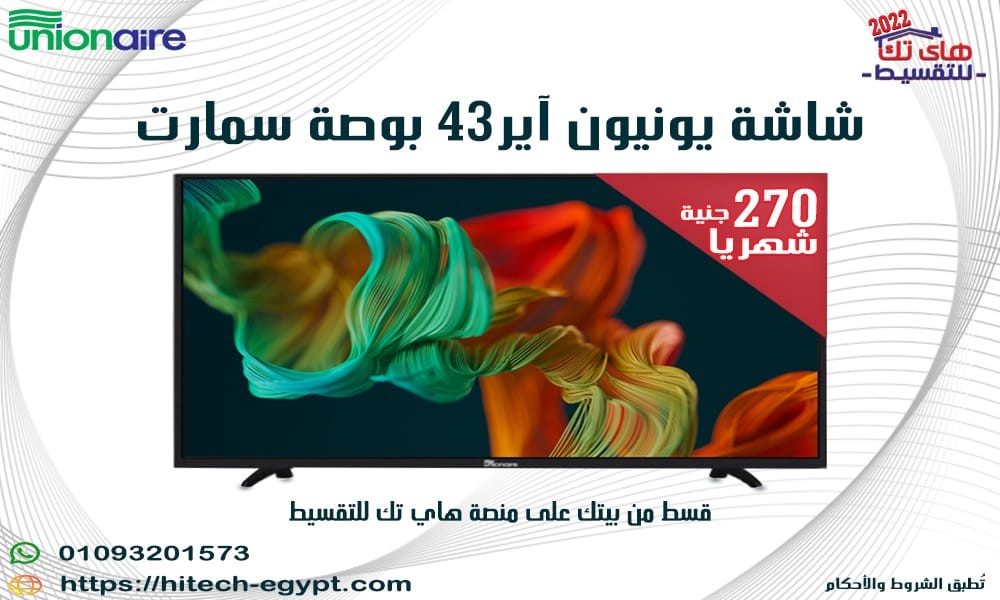 unionaire
2022
هاى تك
-للتقسيط-
شاشة يونيون آير43 بوصة سمارت
270 جنية
شهريا
unionaire
قسط من بيتك على منصة هاي تك للتقسيط
01093201573
https://hitech-egypt.com
تُطبق الشروط والأحكام